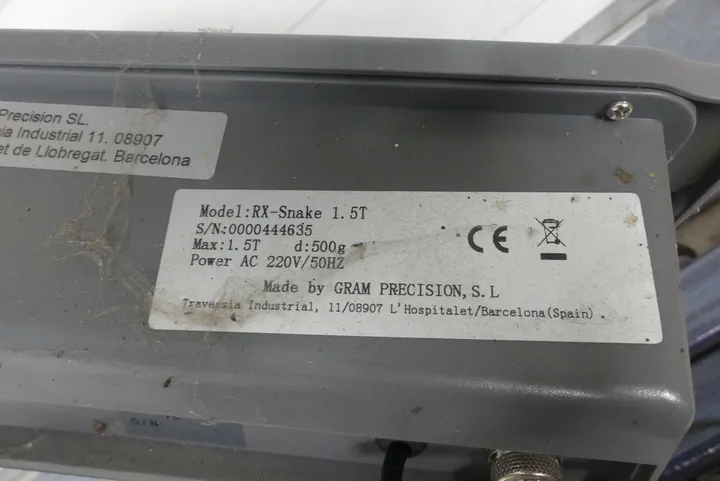 Precision SL.
ia Industrial 11. 08907
et de Llobregat. Barcelona
Model:RX-Snake 1.5T
S/N:0000444635
Max:1.5T d:500g
Power AC 220V/50HZ
CE
Made by GRAM PRECISION,S.L
Travessia Industrial, 11/08907 L'Hospitalet/Barcelona(Spain)
S/N